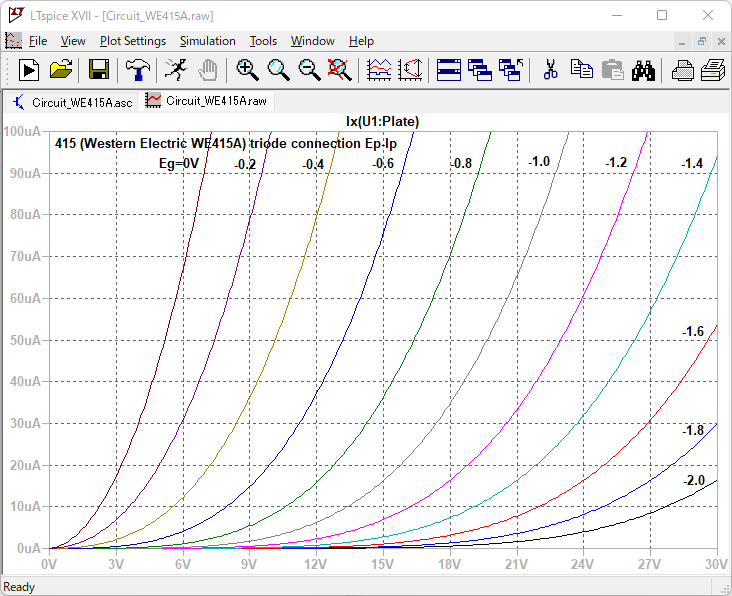 LTspice XVII - [Circuit_WE415A.raw]
File View Plot Settings Simulation Tools Window Help
Circuit_WE415A.asc Circuit_WE415A.raw
Ix(U1:Plate)
100uA
415 (Western Electric WE415A) triode connection Ep-Ip
Eg=0V -0.2 -0.4 -0.6 -0.8 -1.0 -1.2 -1.4
90uA
80uA
70uA
60uA
50uA
-1.6
40uA
30uA
-1.8
20uA
-2.0
10uA
0uA
0V 3V 6V 9V 12V 15V 18V 21V 24V 27V 30V
Ready